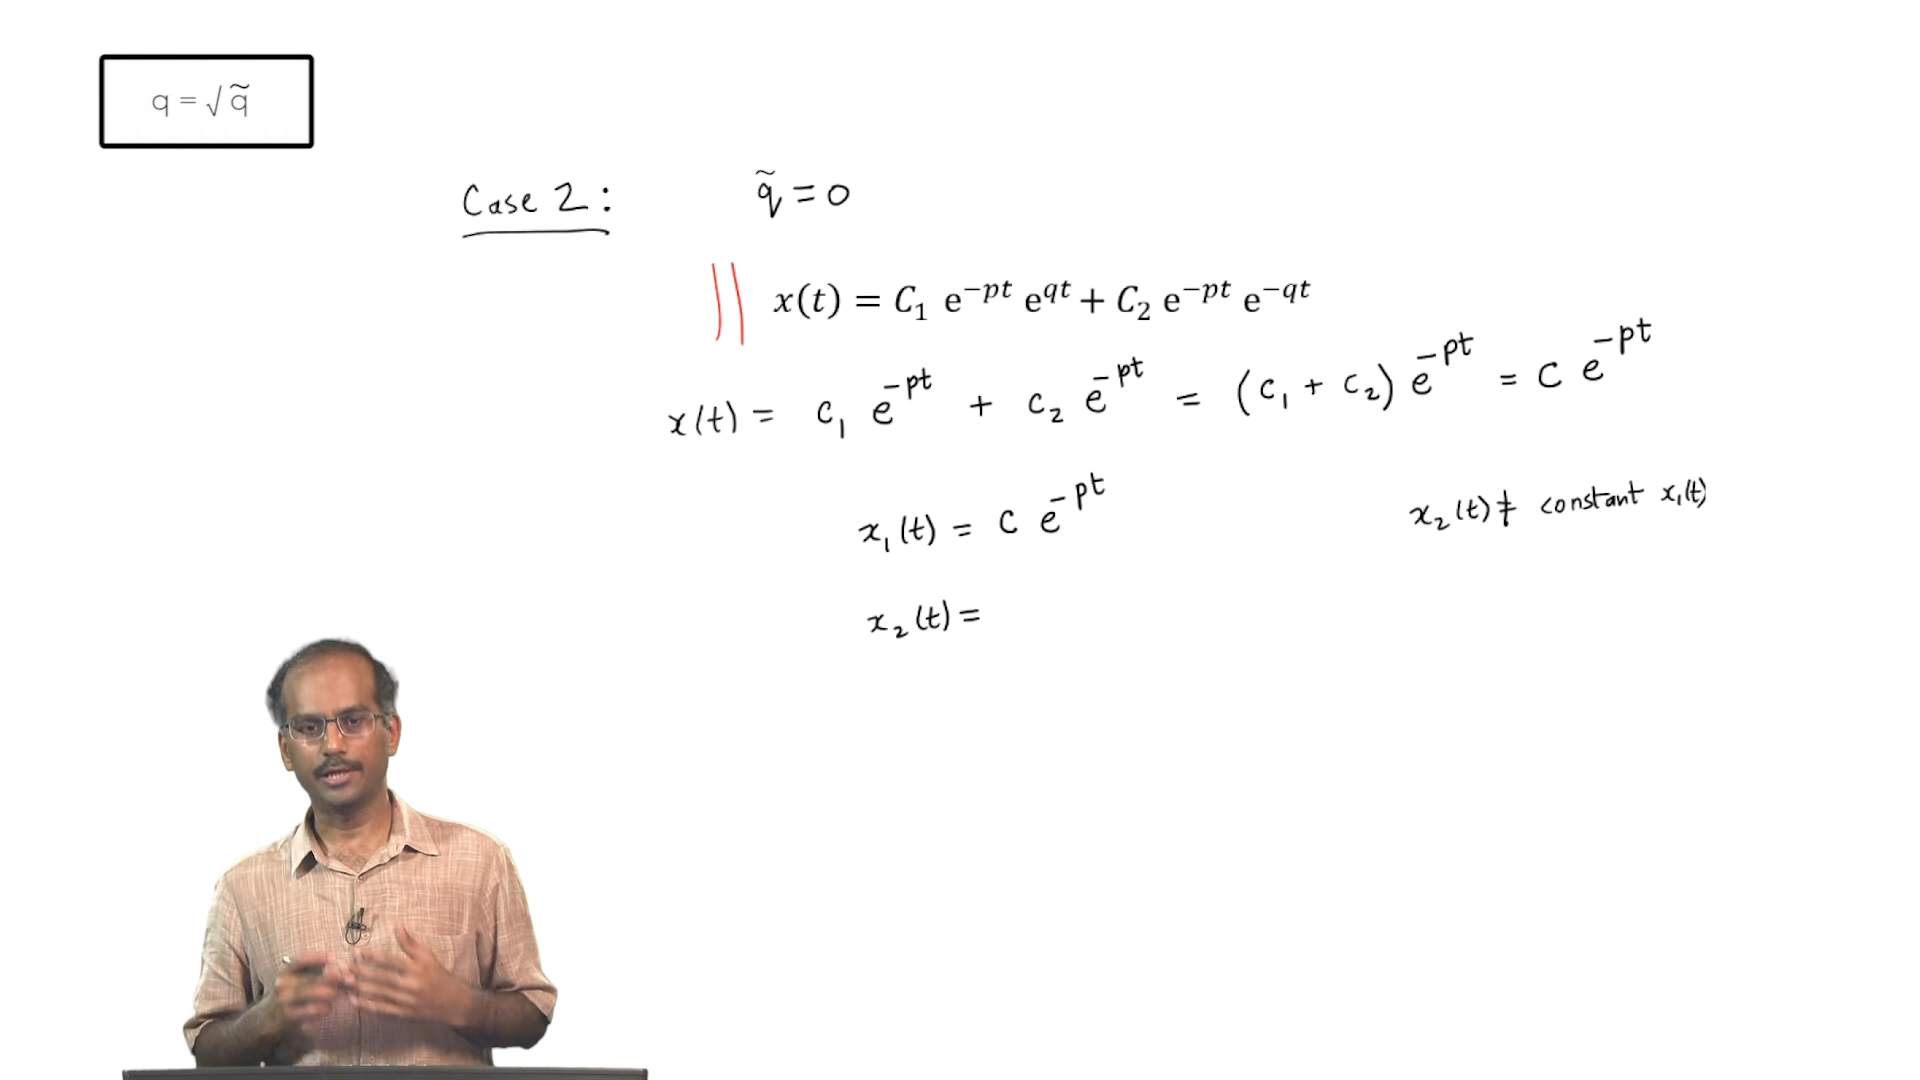 q = √q̃
Case 2: q̃ = 0
x(t) = C₁ e^{-pt} e^{qt} + C₂ e^{-pt} e^{-qt}
x(t) = c₁ e^{-pt} + c₂ e^{-pt} = (c₁ + c₂) e^{-pt} = c e^{-pt}
x₁(t) = c e^{-pt}
x₂(t) ≠ constant x₁(t)
x₂(t) =